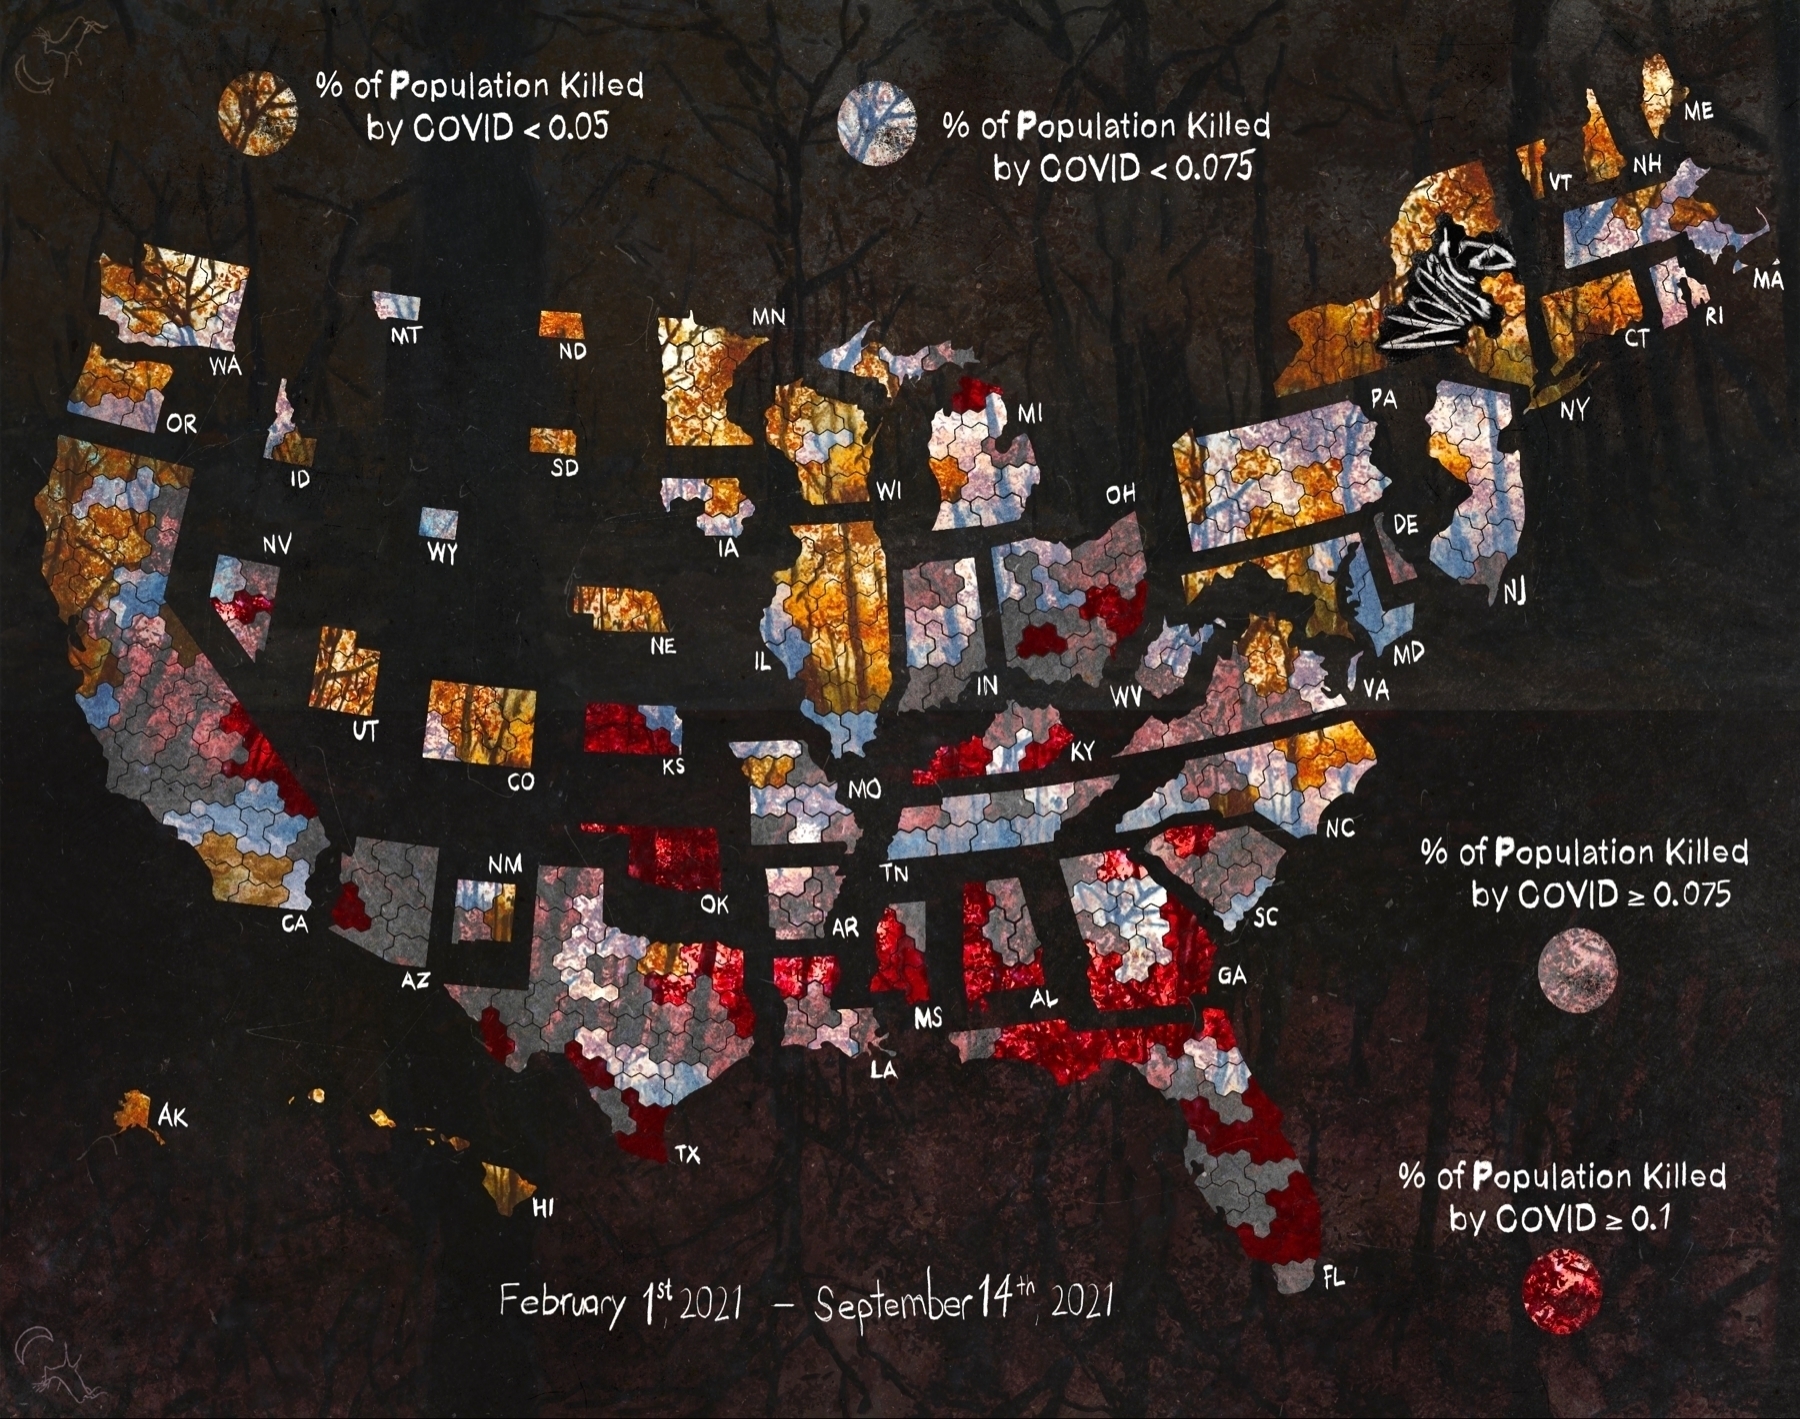 % of Population Killed
by COVID < 0.05
% of Population Killed
by COVID < 0.075
ME
NH
VT
MA
RI
CT
NY
WA
MT
ND
MN
OR
ID
SD
WI
MI
PA
NV
WY
IA
OH
DE
NJ
NE
IL
IN
WV
MD
VA
UT
CO
KS
MO
KY
NC
NM
OK
AR
TN
SC
CA
AZ
MS
AL
GA
LA
% of Population Killed
by COVID ≥ 0.075
AK
HI
TX
FL
% of Population Killed
by COVID ≥ 0.1
February 1st, 2021 – September 14th, 2021